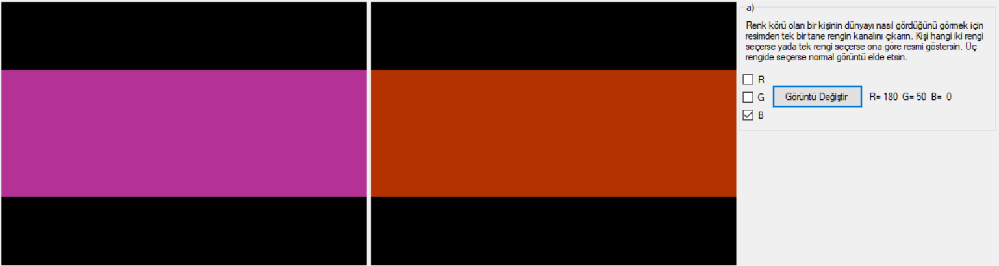 a)
Renk körü olan bir kişinin dünyayı nasıl gördüğünü görmek için
resimden tek bir tane rengin kanalını çıkarın. Kişi hangi iki rengi
seçerse yada tek rengi seçerse ona göre resmi göstersin. Üç
rengide seçerse normal görüntü elde etsin.
R
G Görüntü Değiştir R= 180 G= 50 B= 0
B